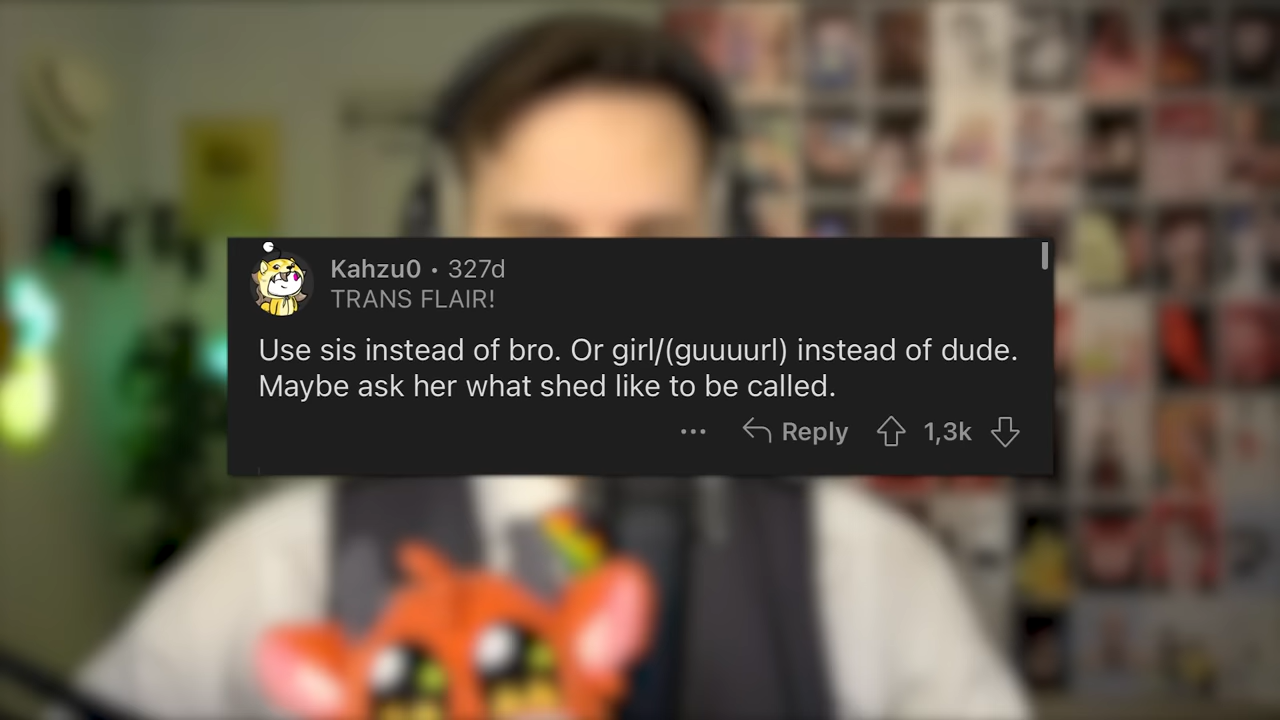 Kahzu0 • 327d
TRANS FLAIR!
Use sis instead of bro. Or girl/(guuuurl) instead of dude.
Maybe ask her what shed like to be called.
... Reply 1,3k